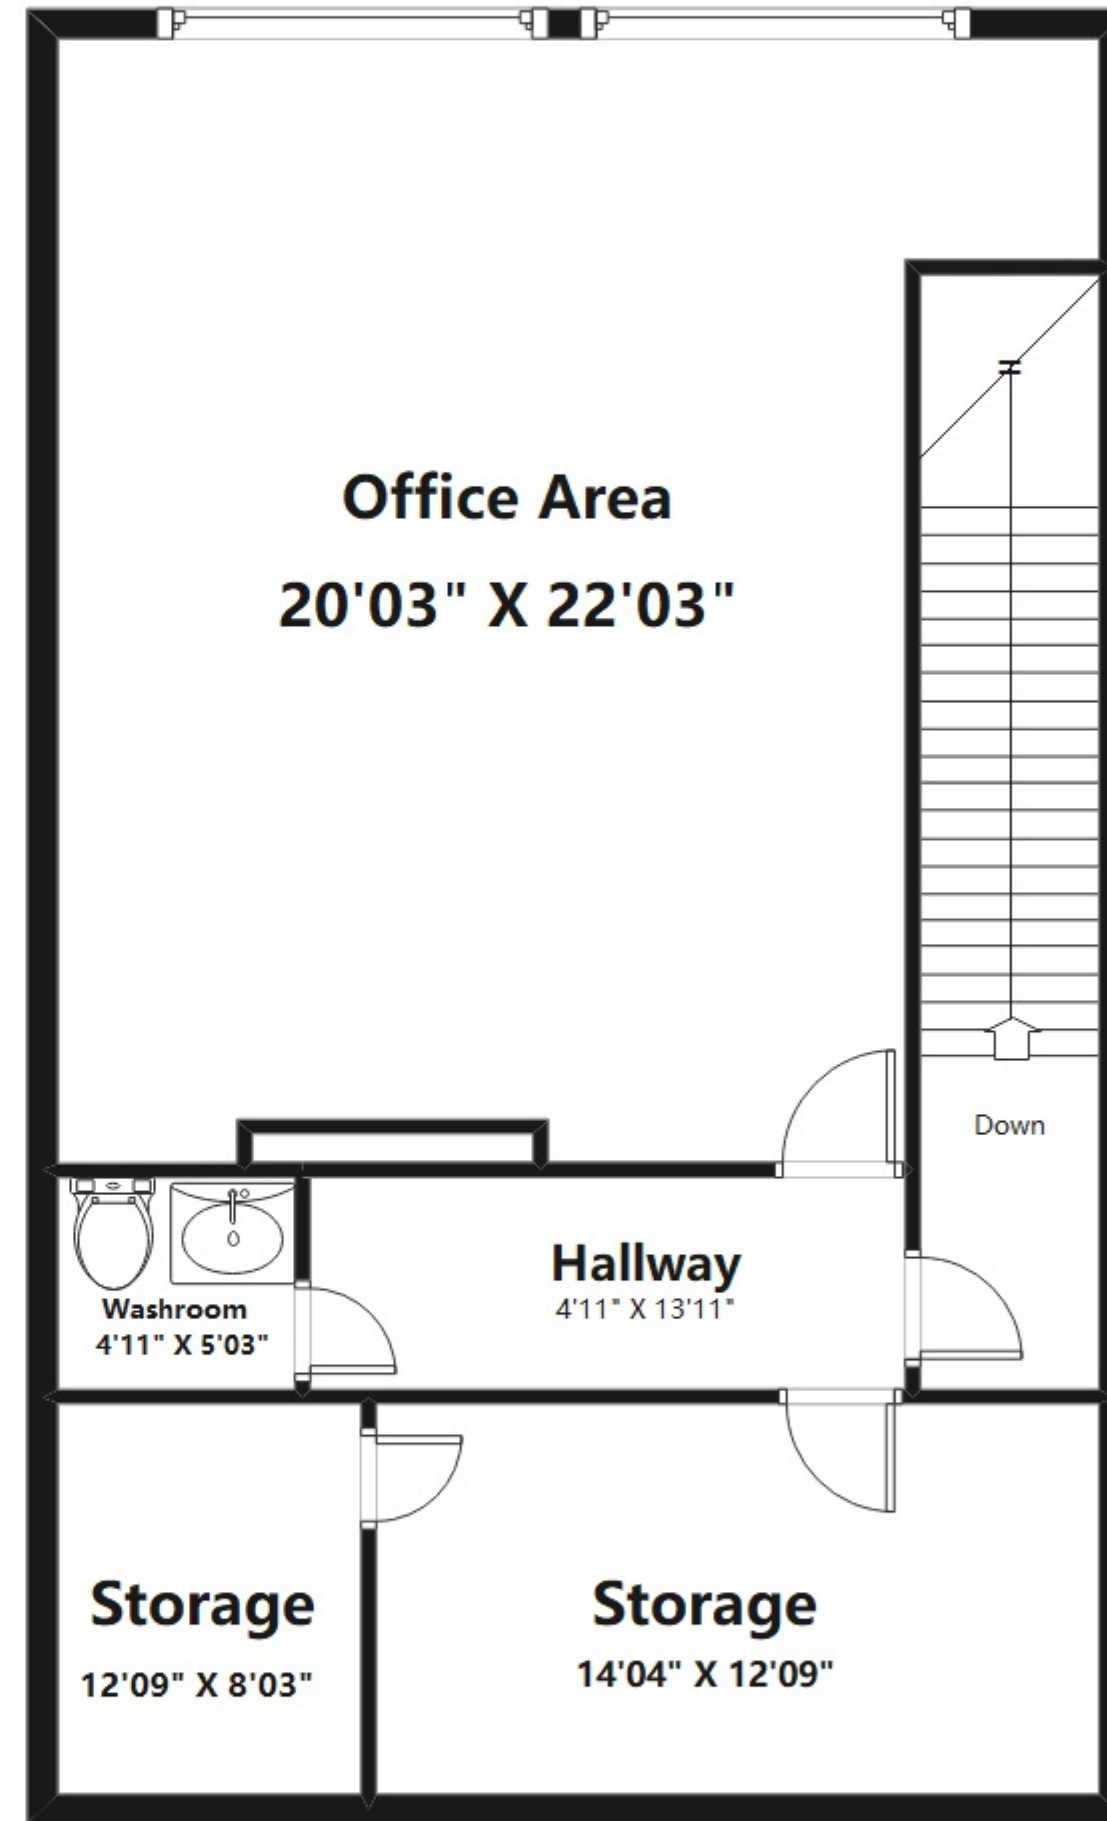 Office Area
20'03" X 22'03"
Down
Hallway
4'11" X 13'11"
Washroom
4'11" X 5'03"
Storage
12'09" X 8'03"
Storage
14'04" X 12'09"